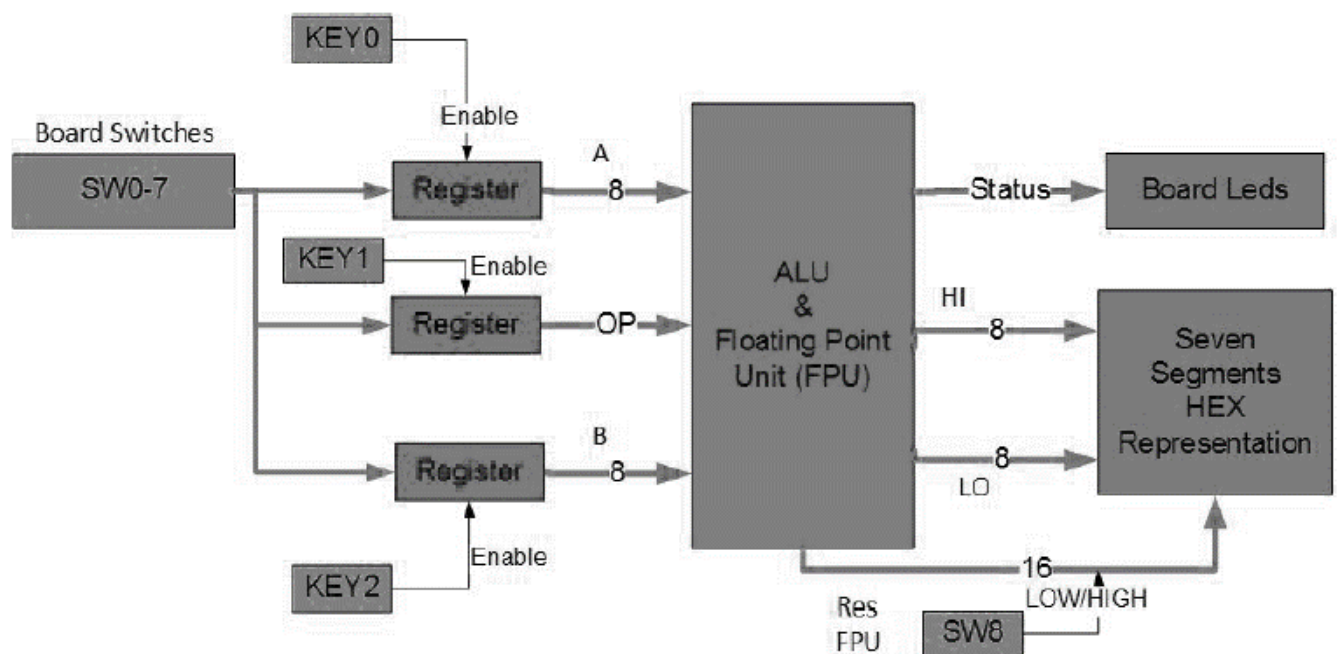 KEY0
Enable
Board Switches
SW0-7
Register
A
8
Status
Board Leds
KEY1
Enable
Register
OP
ALU
&
Floating Point
Unit (FPU)
HI
8
Seven
Segments
HEX
Representation
Register
B
8
8
LO
KEY2
Enable
16
LOW/HIGH
Res
FPU
SW8